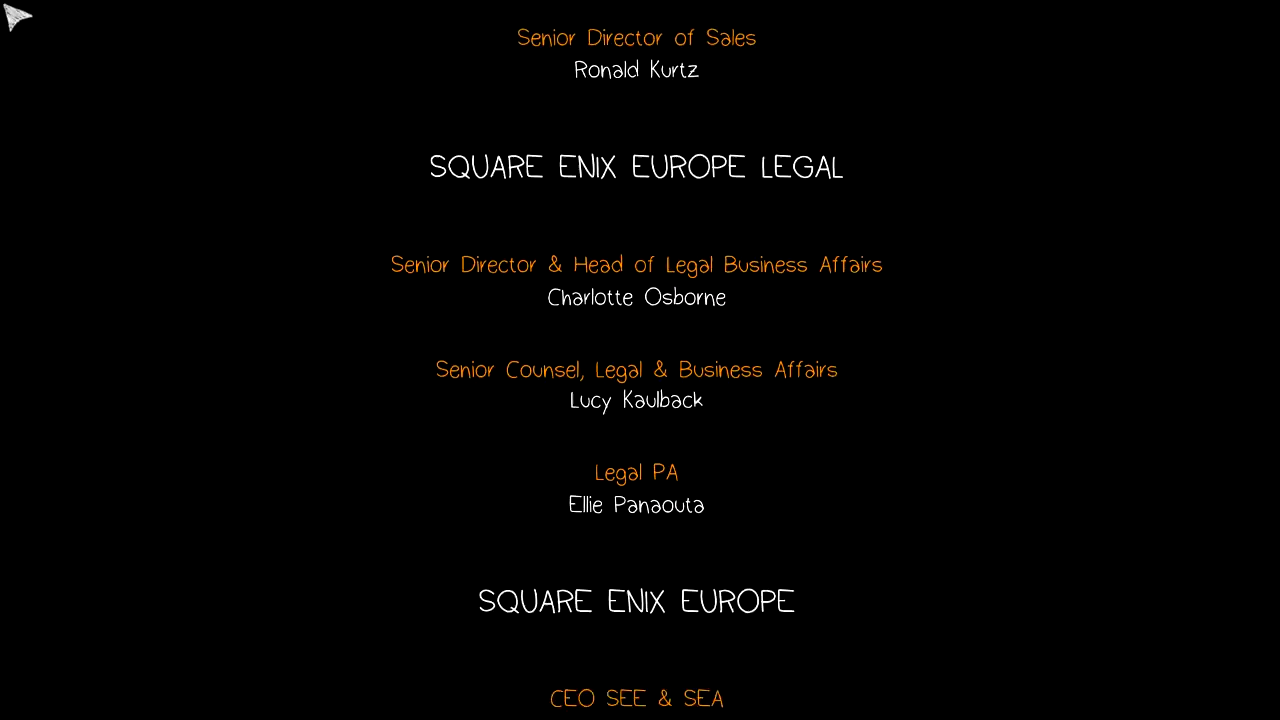 Senior Director of Sales
Ronald Kurtz
SQUARE ENIX EUROPE LEGAL
Senior Director & Head of Legal Business Affairs
Charlotte Osborne
Senior Counsel, Legal & Business Affairs
Lucy Kaulback
Legal PA
Ellie Panaouta
SQUARE ENIX EUROPE
CEO SEE & SEA